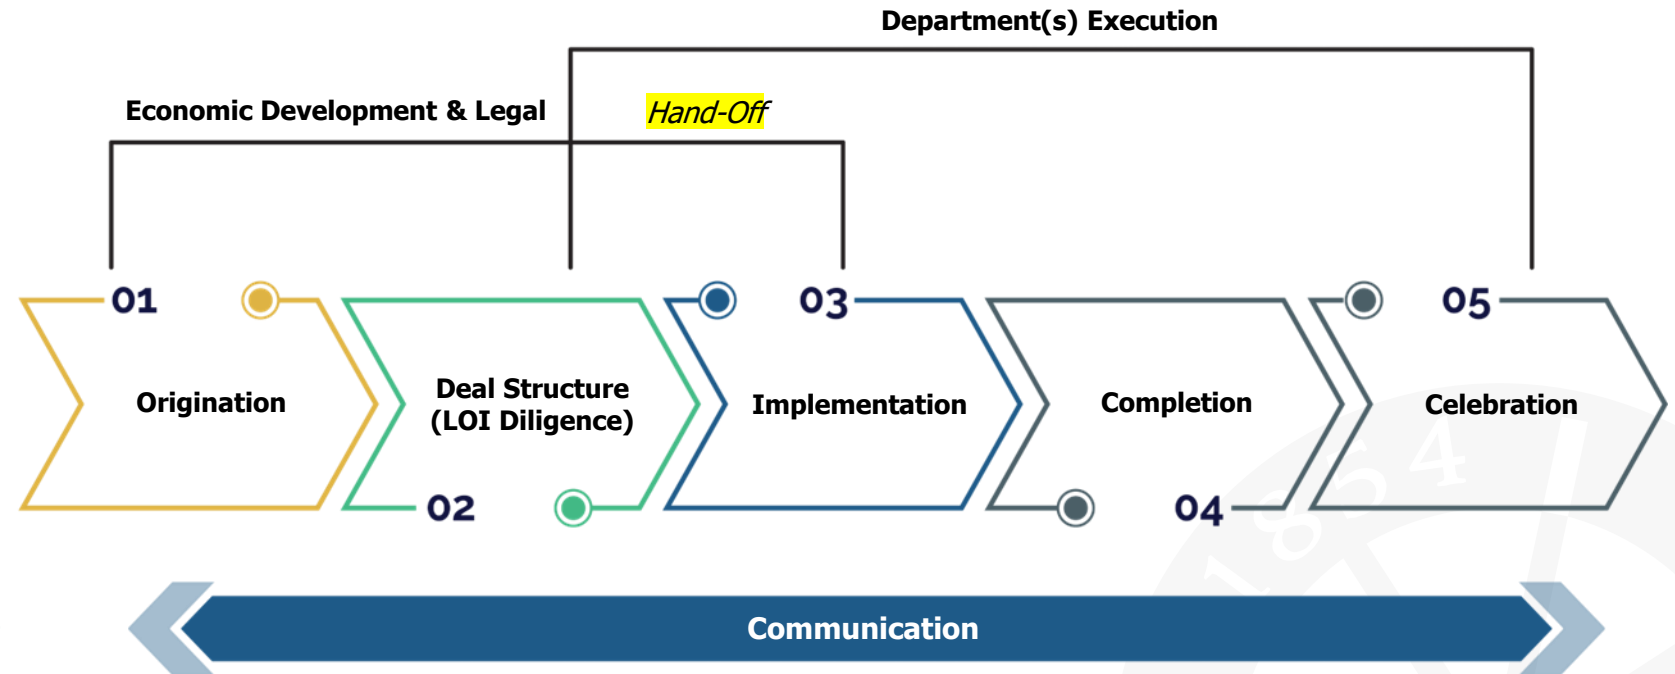 Department(s) Execution
Economic Development & Legal
Hand-Off
01
03
05
Origination
Deal Structure
(LOI Diligence)
Implementation
Completion
Celebration
02
04
1854
Communication